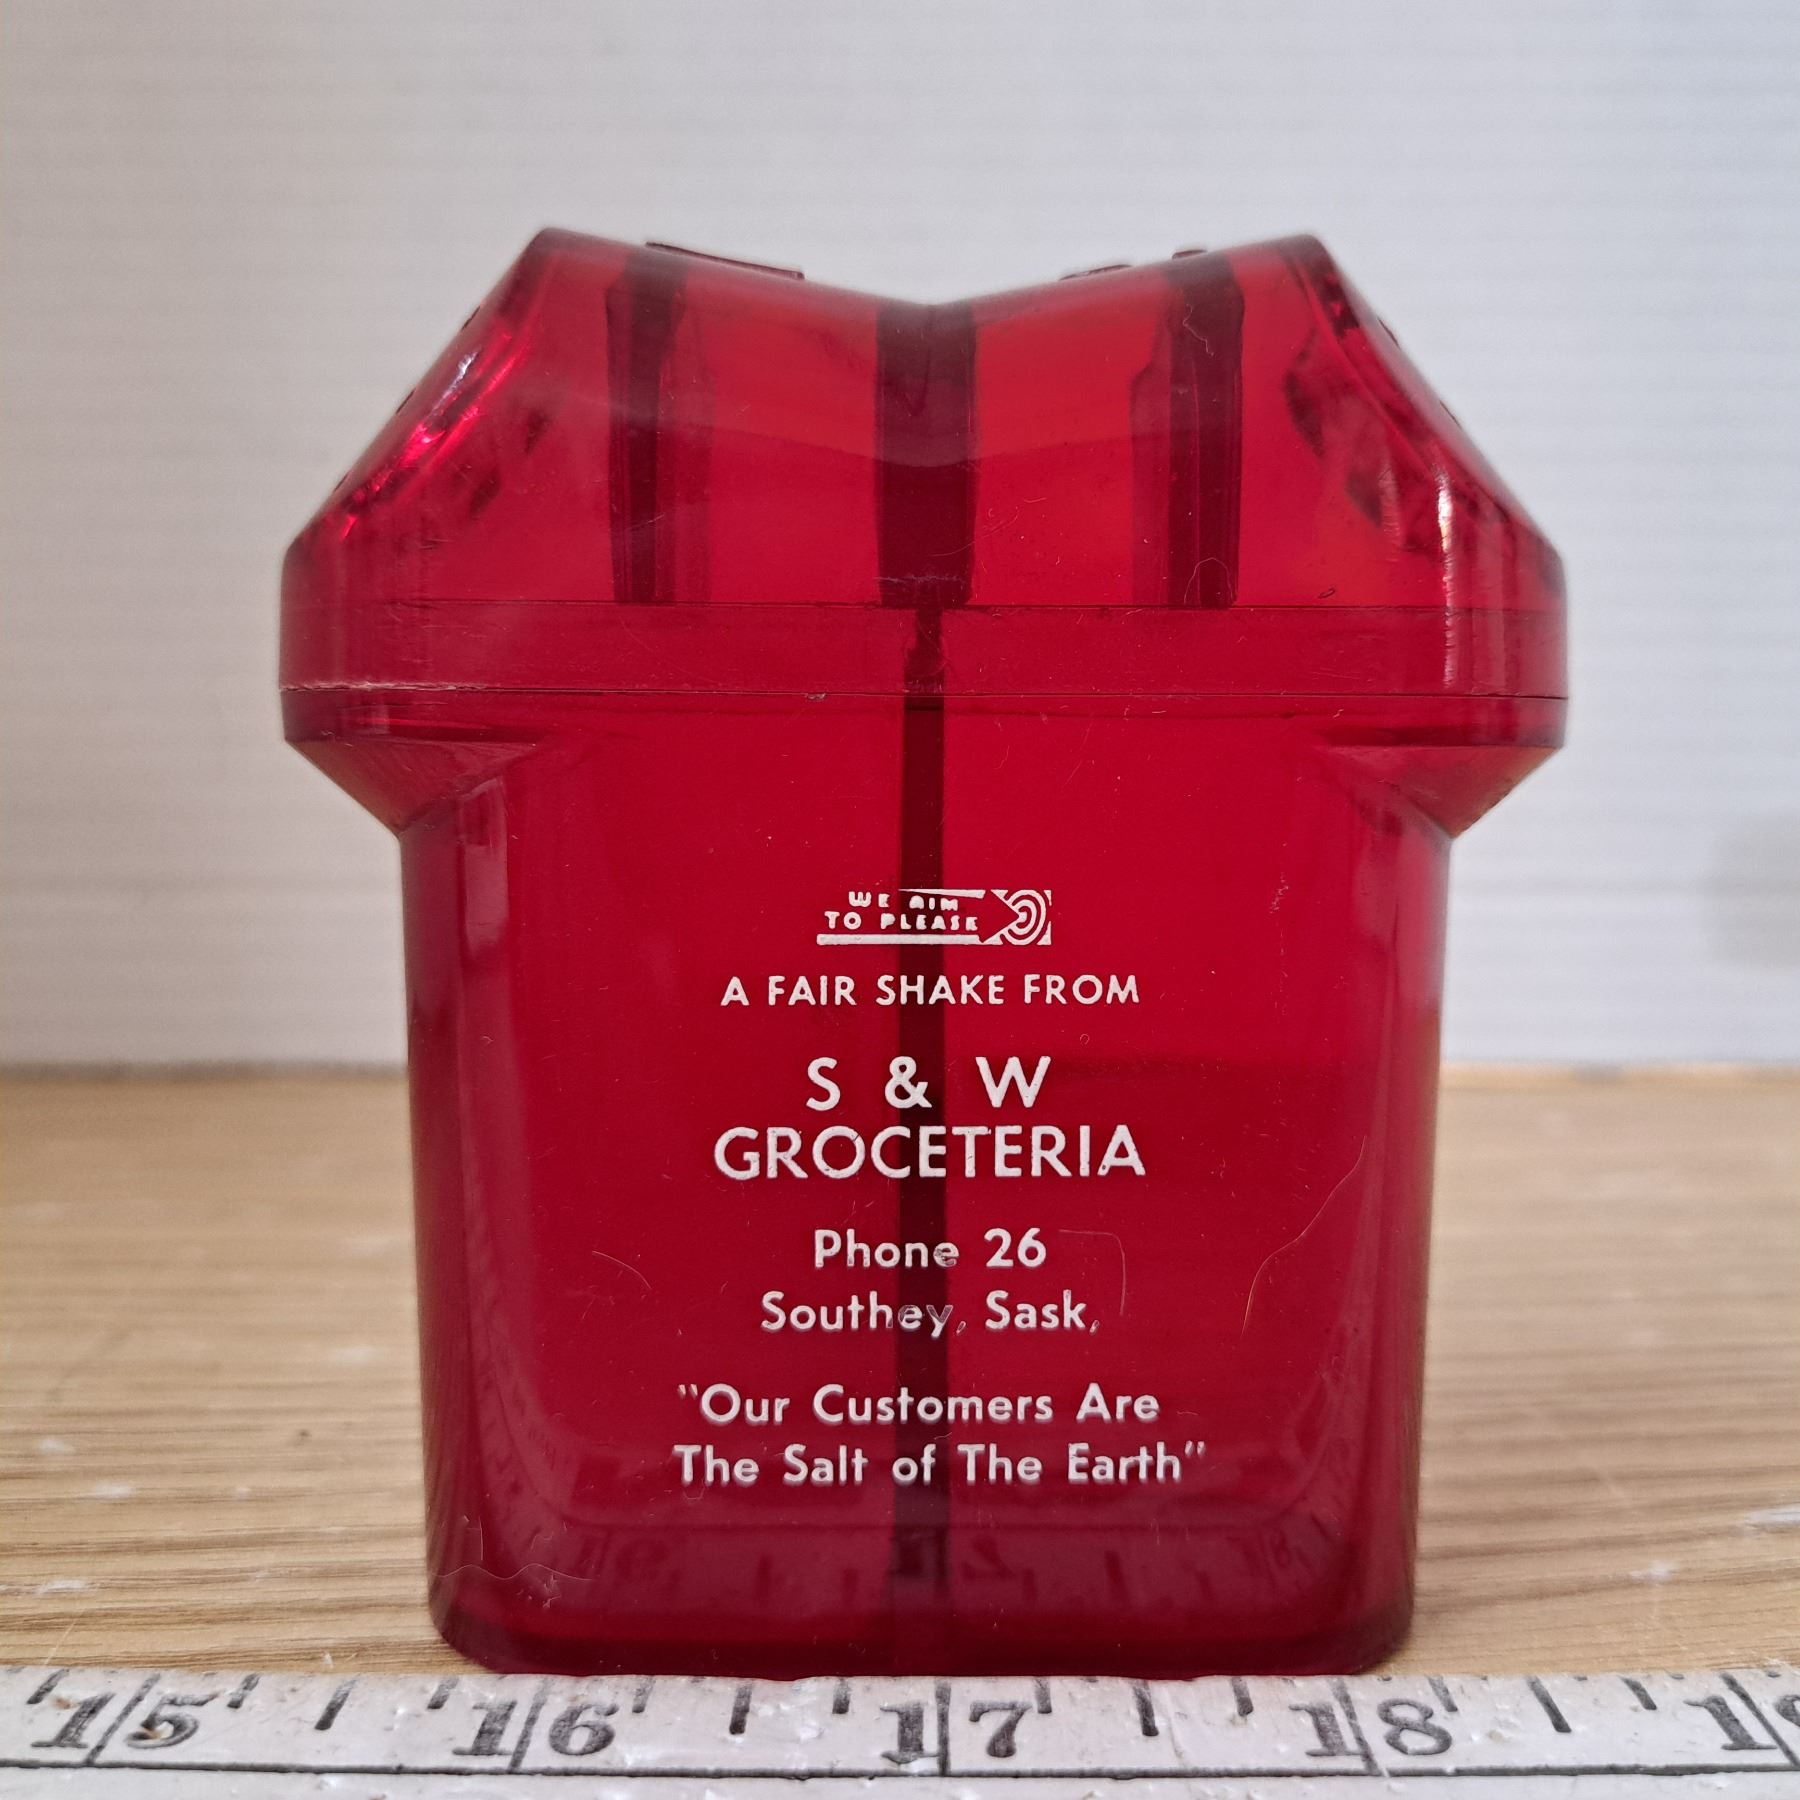 WE AIM
TO PLEASE
A FAIR SHAKE FROM
S & W
GROCETERIA
Phone 26
Southey, Sask,
"Our Customers Are
The Salt of The Earth"
15 16 17 18 19